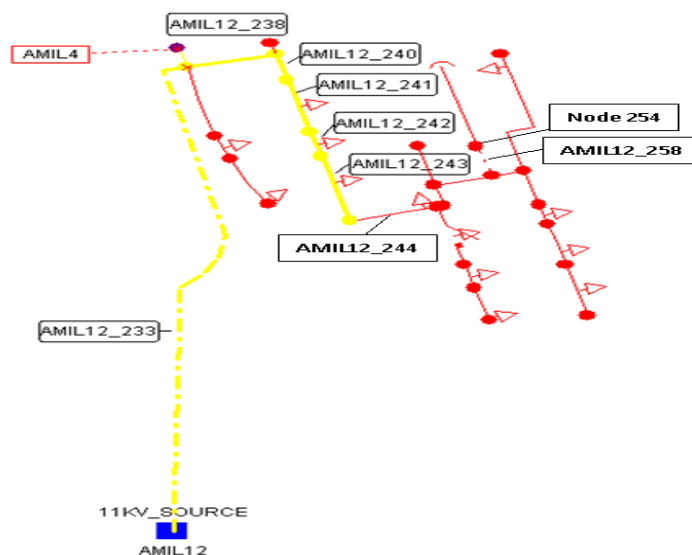 AMIL12_238
AMIL4
AMIL12_240
AMIL12_241
AMIL12_242
AMIL12_243
Node 254
AMIL12_258
AMIL12_244
AMIL12_233
11KV_SOURCE
AMIL12